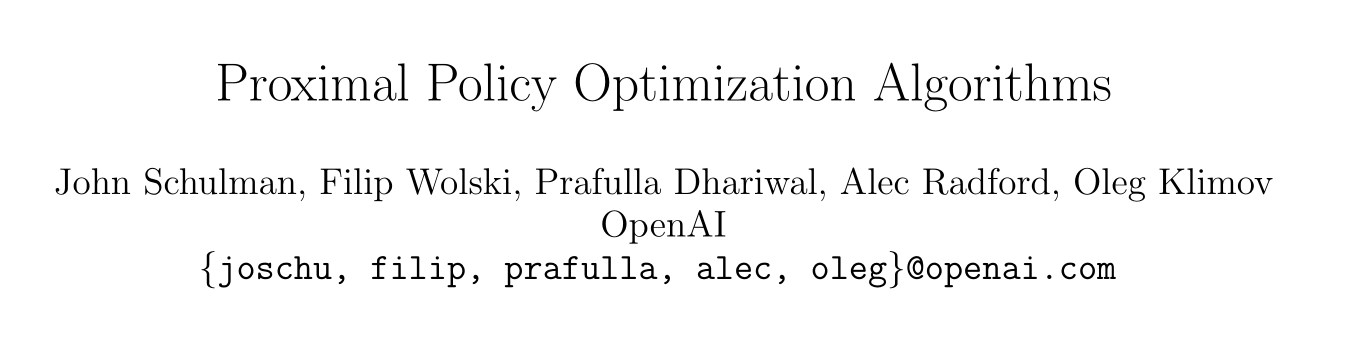 Proximal Policy Optimization Algorithms
John Schulman, Filip Wolski, Prafulla Dhariwal, Alec Radford, Oleg Klimov
OpenAI
{joschu, filip, prafulla, alec, oleg}@openai.com